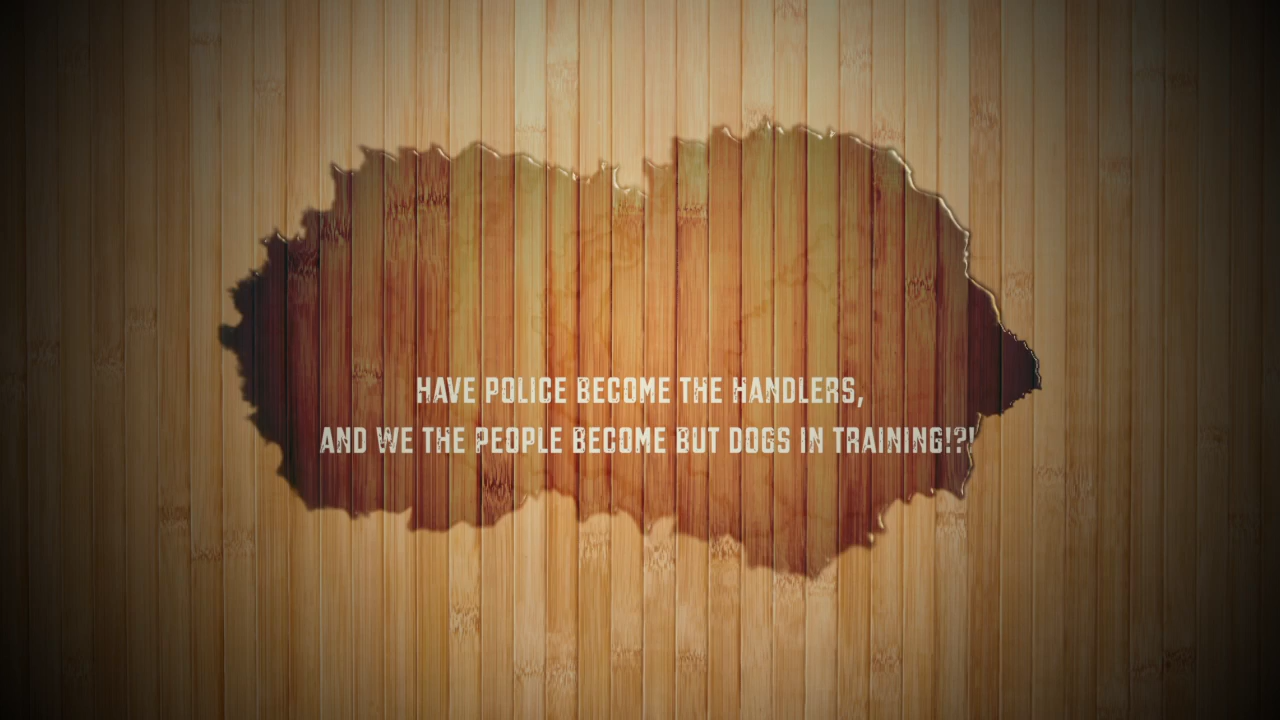 HAVE POLICE BECOME THE HANDLERS,
AND WE THE PEOPLE BECOME BUT DOGS IN TRAINING!?!